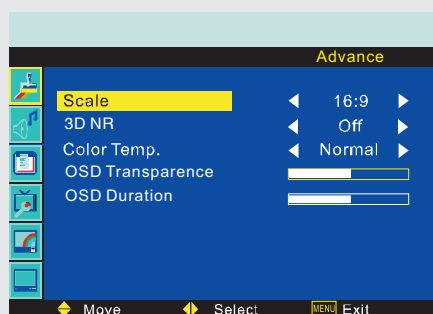 Advance
Scale 16:9
3D NR Off
Color Temp. Normal
OSD Transparence
OSD Duration
Move Select MENU Exit